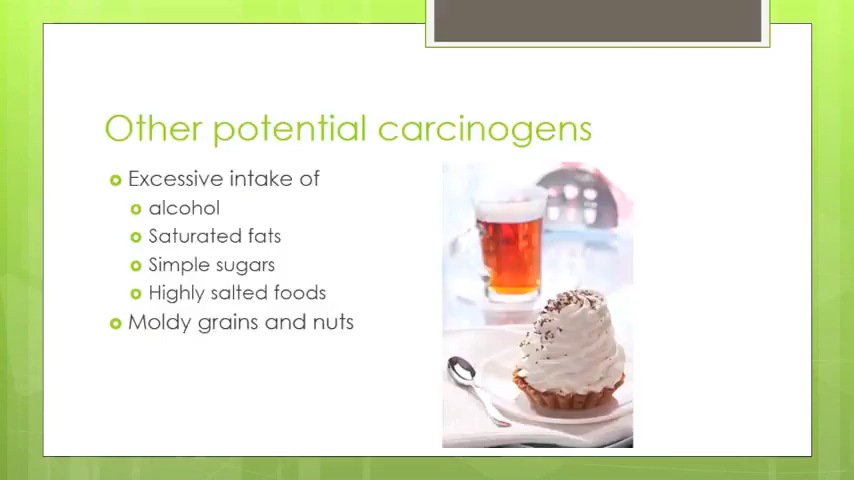 Other potential carcinogens
Excessive intake of
alcohol
Saturated fats
Simple sugars
Highly salted foods
Moldy grains and nuts